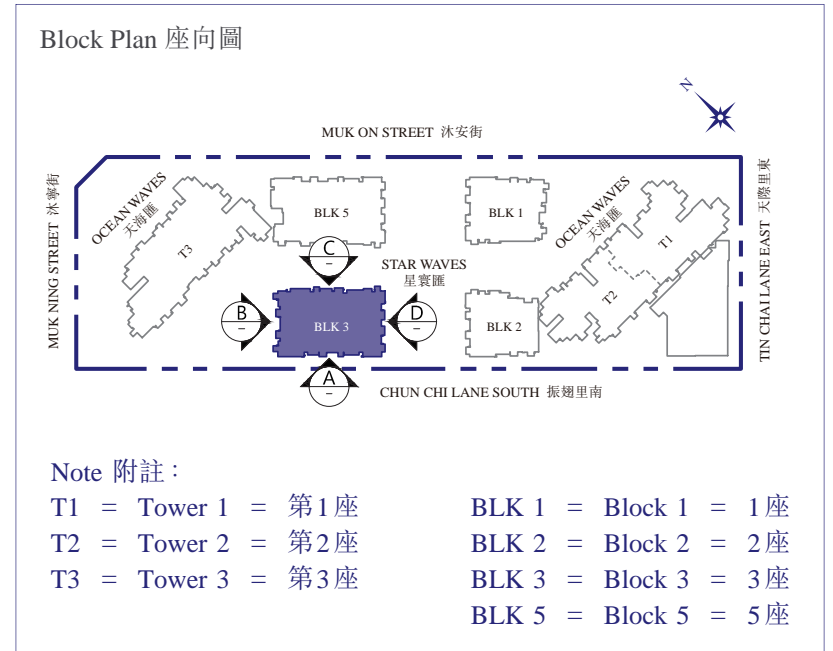 Block Plan 座向圖
N
MUK ON STREET 沐安街
MUK NING STREET 沐寧街
OCEAN WAVES
天海匯
T3
BLK 5
BLK 1
OCEAN WAVES
天海匯
T1
T2
TIN CHAI LANE EAST 天際里東
C
–
STAR WAVES
星寰匯
B
–
BLK 3
D
–
BLK 2
A
–
CHUN CHI LANE SOUTH 振翅里南
Note 附註：
T1 = Tower 1 = 第1座
T2 = Tower 2 = 第2座
T3 = Tower 3 = 第3座
BLK 1 = Block 1 = 1座
BLK 2 = Block 2 = 2座
BLK 3 = Block 3 = 3座
BLK 5 = Block 5 = 5座